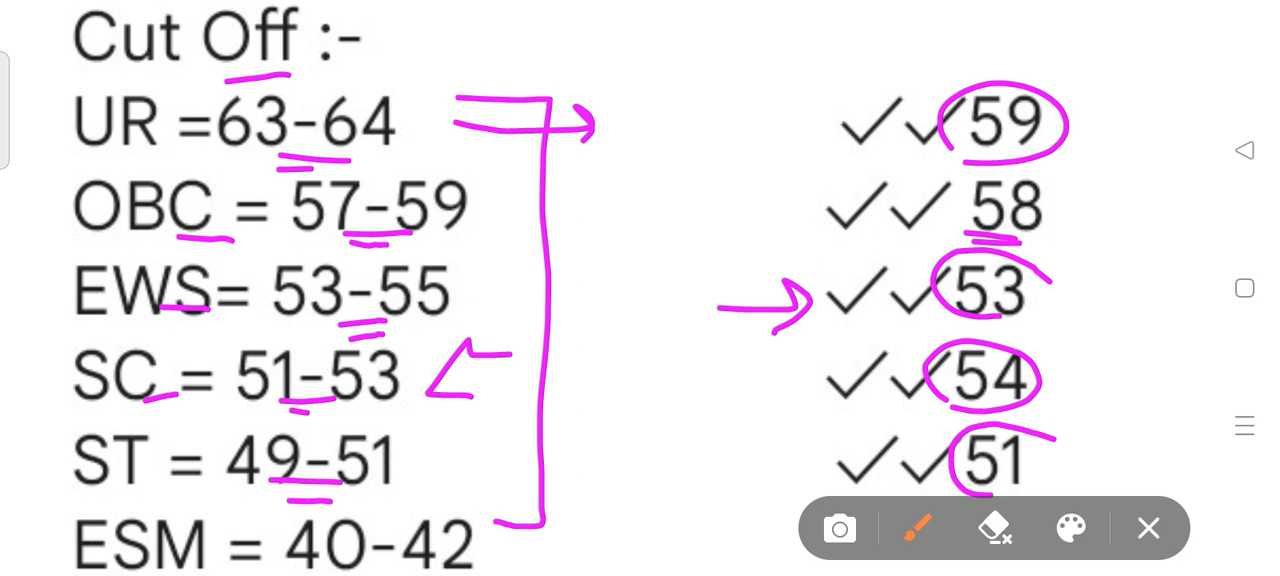 Cut Off :-
UR =63-64 ✓✓59
OBC = 57-59 ✓✓ 58
EWS= 53-55 ✓✓53
SC = 51-53 ✓✓54
ST = 49-51 ✓✓51
ESM = 40-42